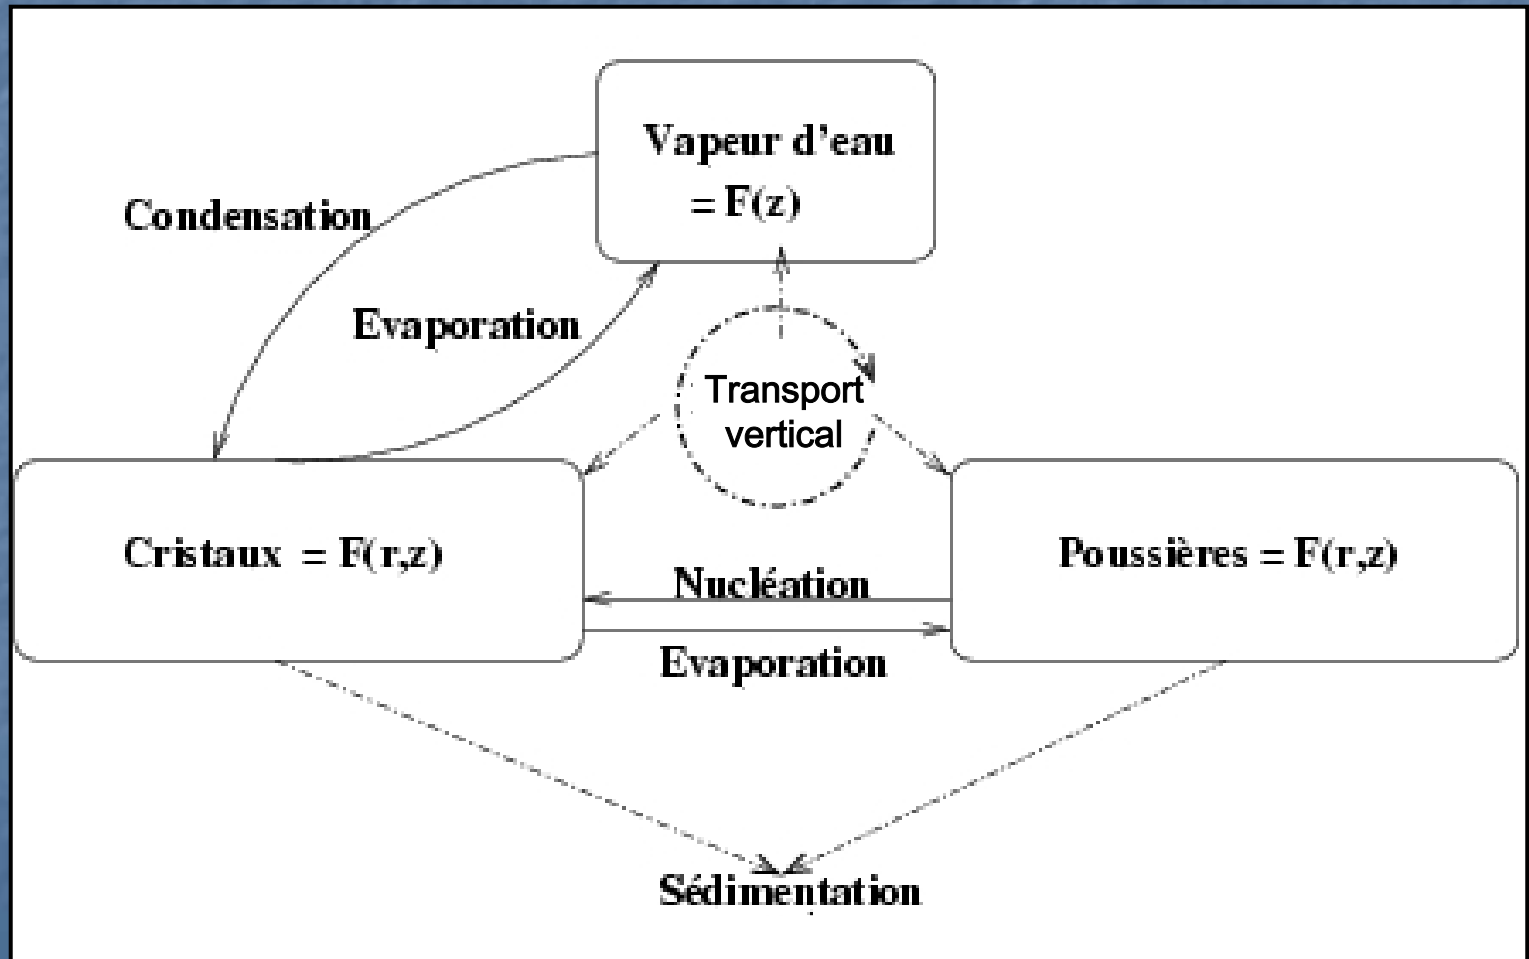 Vapeur d'eau
= F(z)
Condensation
Evaporation
Transport
vertical
Cristaux = F(r,z)
Poussières = F(r,z)
Nucléation
Evaporation
Sédimentation